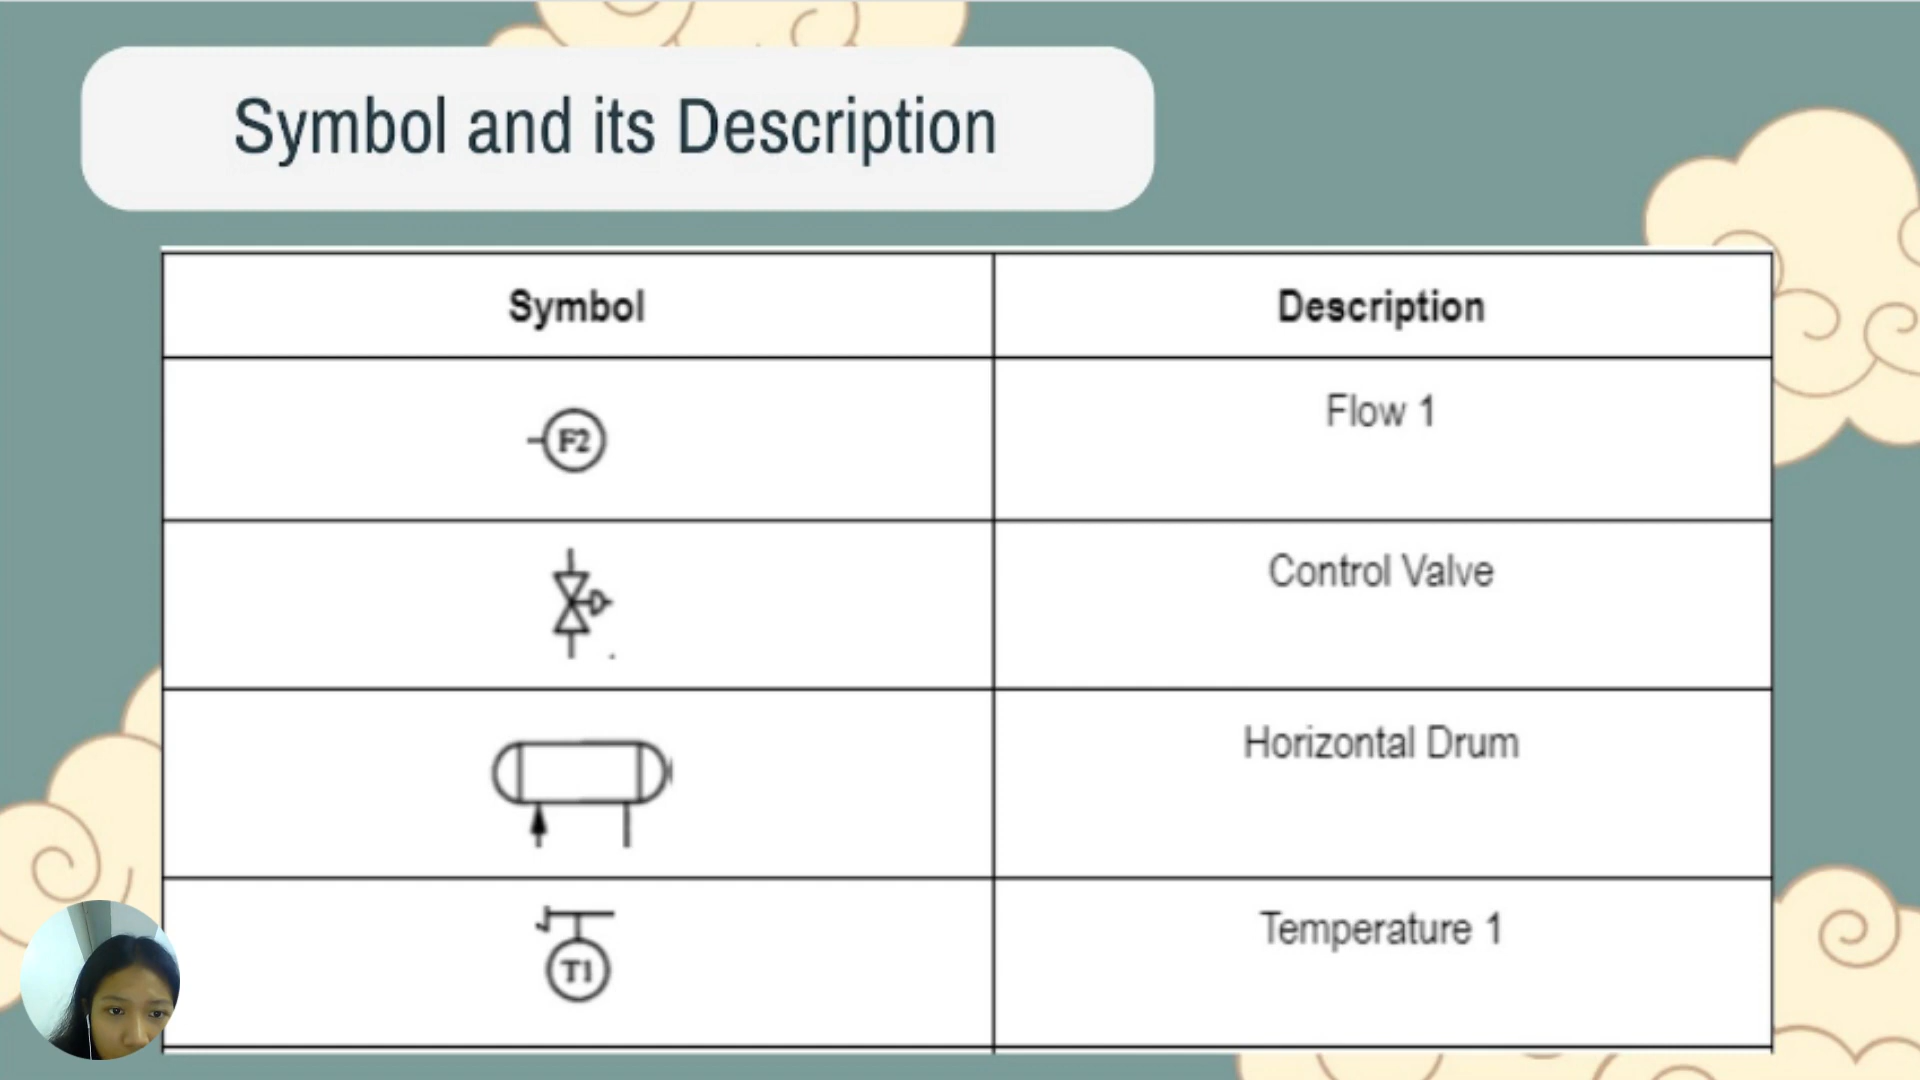 Symbol and its Description
Symbol
Description
F2
Flow 1
Control Valve
Horizontal Drum
T1
Temperature 1